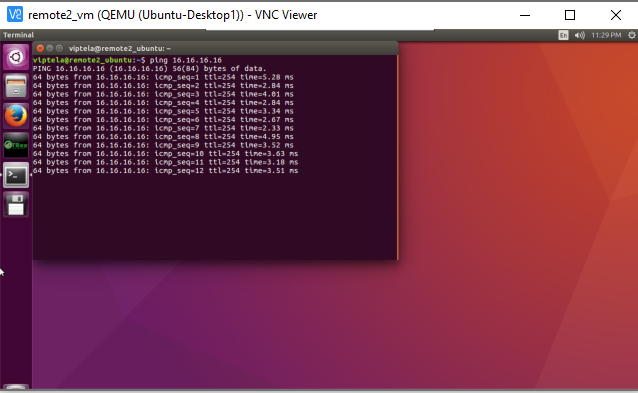 remote2_vm (QEMU (Ubuntu-Desktop1)) - VNC Viewer
Terminal
En
11:29 PM
viptela@remote2_ubuntu: ~
viptela@remote2_ubuntu:~$ ping 16.16.16.16
PING 16.16.16.16 (16.16.16.16) 56(84) bytes of data.
64 bytes from 16.16.16.16: icmp_seq=1 ttl=254 time=5.28 ms
64 bytes from 16.16.16.16: icmp_seq=2 ttl=254 time=2.84 ms
64 bytes from 16.16.16.16: icmp_seq=3 ttl=254 time=4.01 ms
64 bytes from 16.16.16.16: icmp_seq=4 ttl=254 time=2.84 ms
64 bytes from 16.16.16.16: icmp_seq=5 ttl=254 time=3.34 ms
64 bytes from 16.16.16.16: icmp_seq=6 ttl=254 time=2.67 ms
64 bytes from 16.16.16.16: icmp_seq=7 ttl=254 time=2.33 ms
64 bytes from 16.16.16.16: icmp_seq=8 ttl=254 time=4.95 ms
64 bytes from 16.16.16.16: icmp_seq=9 ttl=254 time=3.52 ms
64 bytes from 16.16.16.16: icmp_seq=10 ttl=254 time=3.63 ms
64 bytes from 16.16.16.16: icmp_seq=11 ttl=254 time=3.18 ms
64 bytes from 16.16.16.16: icmp_seq=12 ttl=254 time=3.51 ms